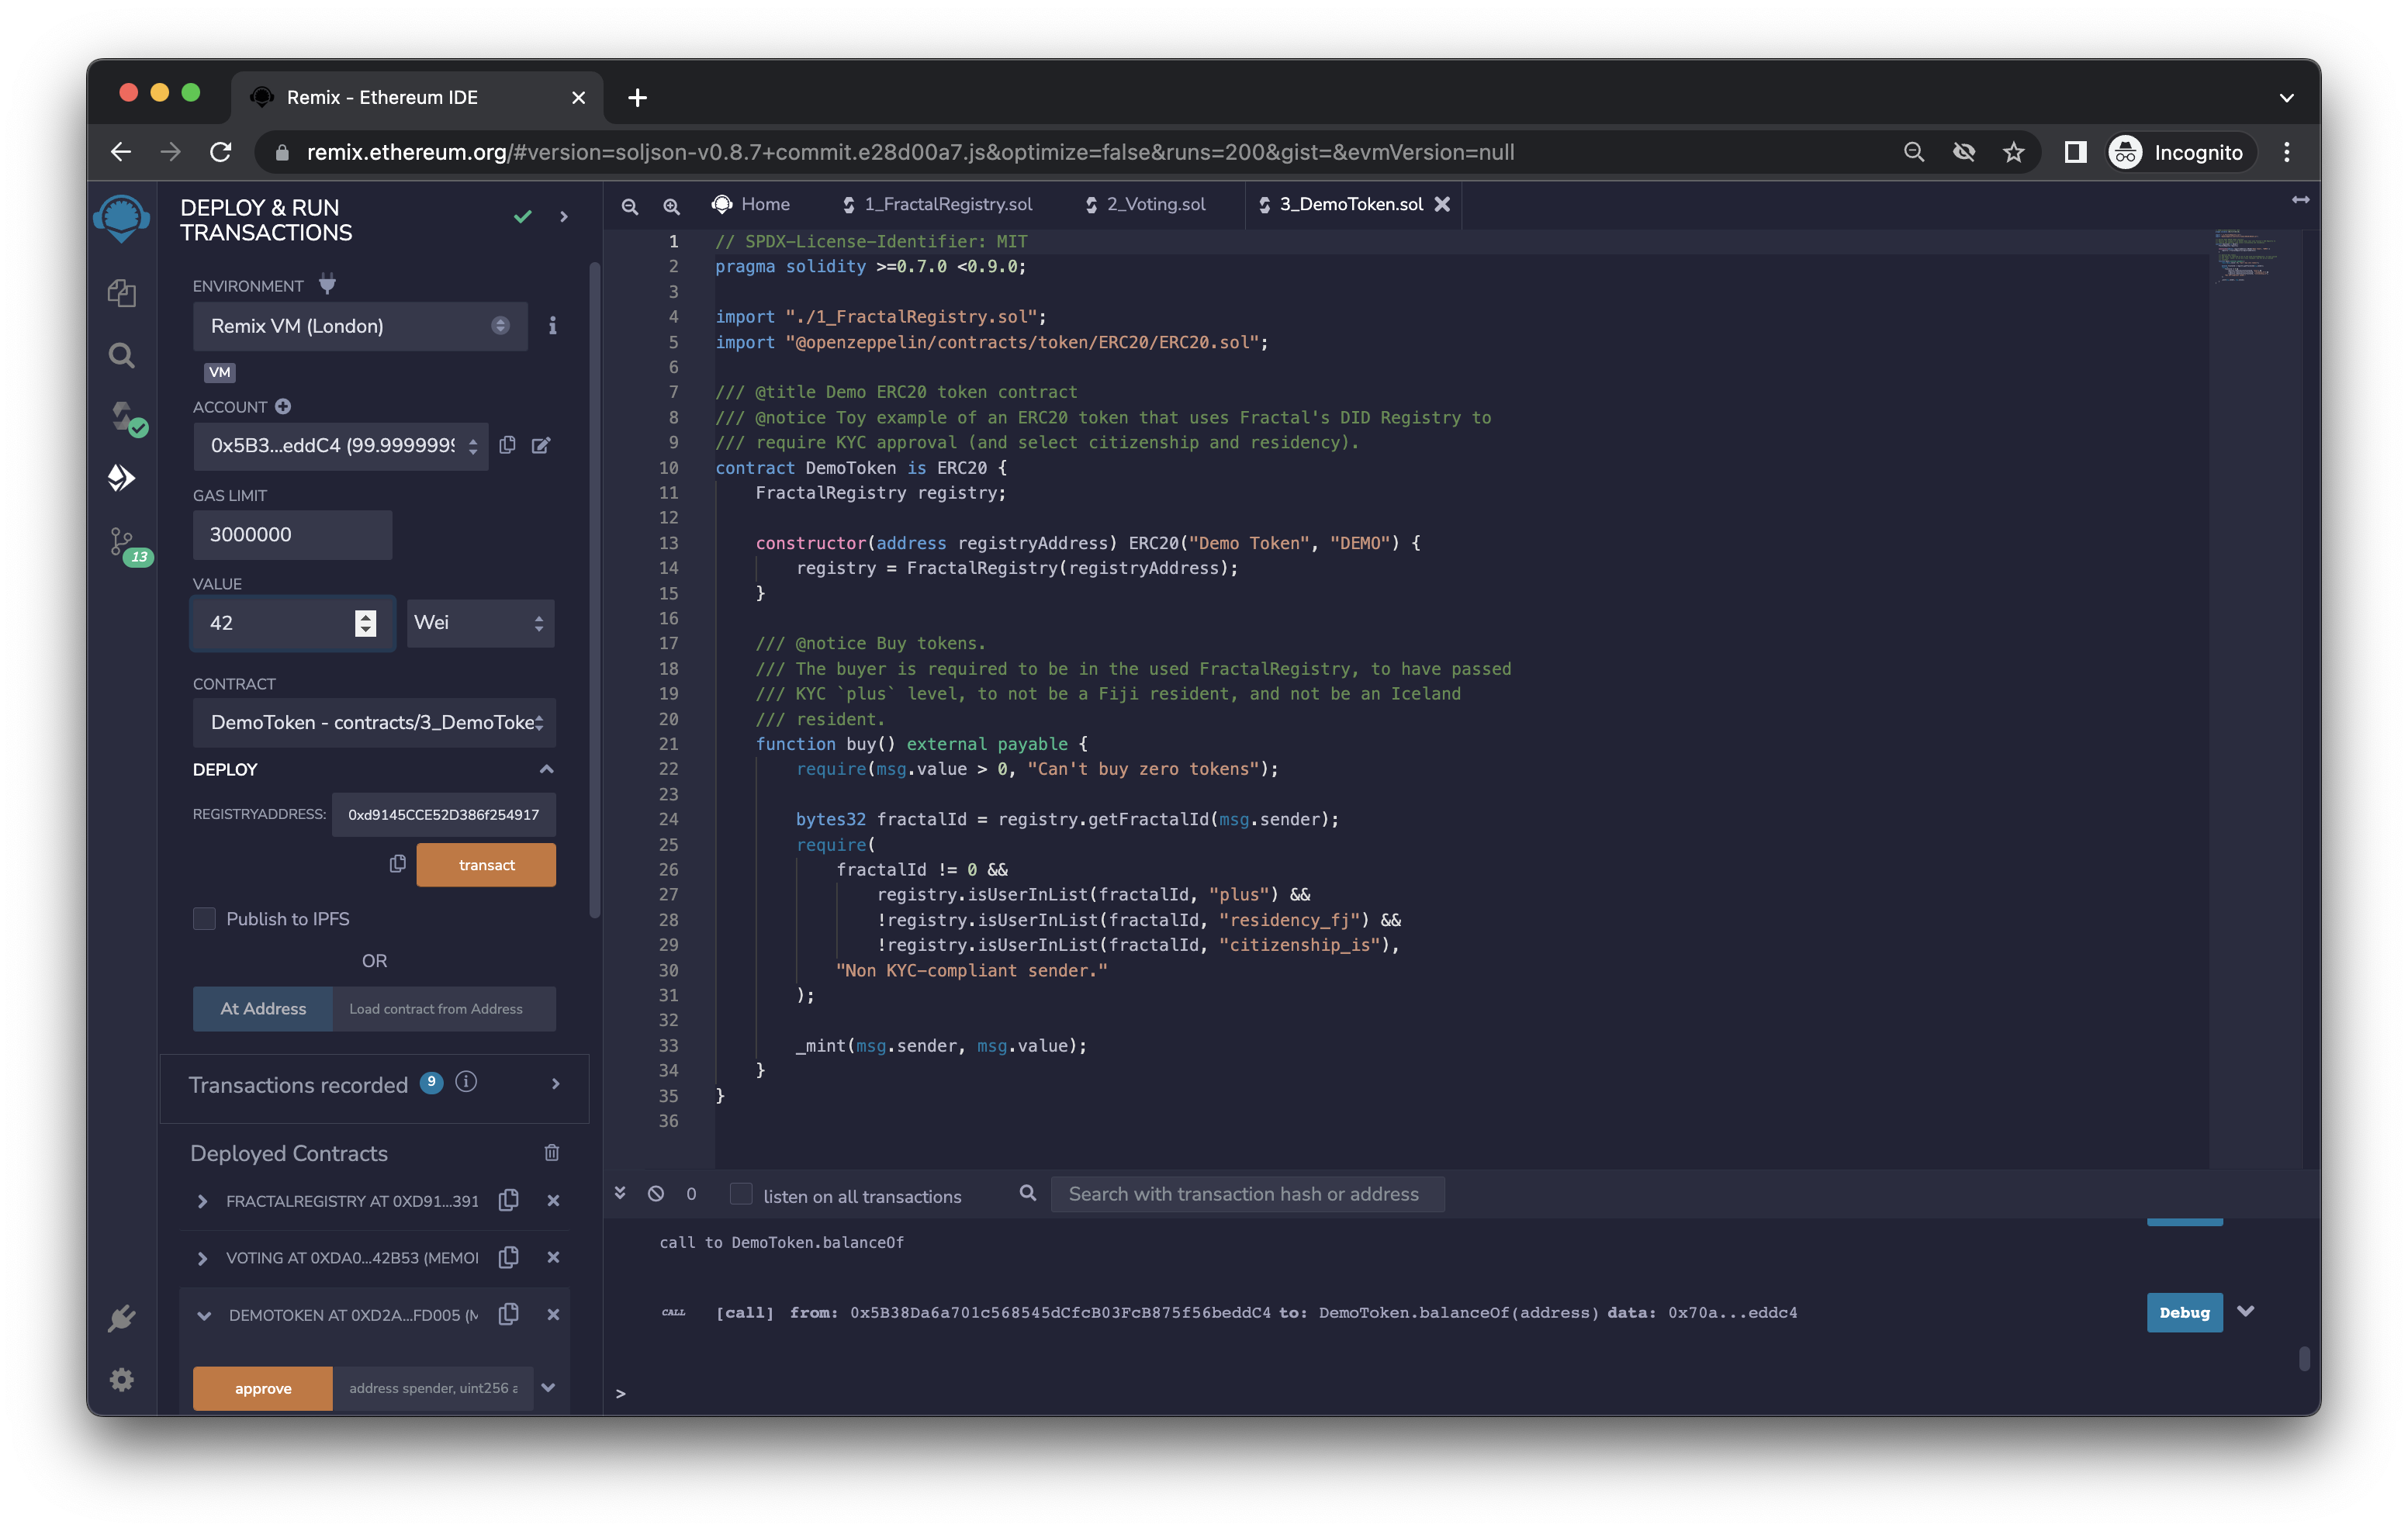 Remix - Ethereum IDE
remix.ethereum.org/#version=soljson-v0.8.7+commit.e28d00a7.js&optimize=false&runs=200&gist=&evmVersion=null
Incognito
DEPLOY & RUN
TRANSACTIONS
ENVIRONMENT
Remix VM (London)
VM
ACCOUNT
0x5B3...eddC4 (99.9999999
GAS LIMIT
3000000
VALUE
42
Wei
CONTRACT
DemoToken - contracts/3_DemoToke
DEPLOY
REGISTRYADDRESS:
0xd9145CCE52D386f254917
transact
Publish to IPFS
OR
At Address
Load contract from Address
Transactions recorded 9 i
Deployed Contracts
FRACTALREGISTRY AT 0XD91...391
VOTING AT 0XDA0...42B53 (MEMO
DEMOTOKEN AT 0XD2A...FD005 (M
approve
address spender, uint256 a
13
Home
1_FractalRegistry.sol
2_Voting.sol
3_DemoToken.sol
1 // SPDX-License-Identifier: MIT
2 pragma solidity >=0.7.0 <0.9.0;
3
4 import "./1_FractalRegistry.sol";
5 import "@openzeppelin/contracts/token/ERC20/ERC20.sol";
6
7 /// @title Demo ERC20 token contract
8 /// @notice Toy example of an ERC20 token that uses Fractal's DID Registry to
9 /// require KYC approval (and select citizenship and residency).
10 contract DemoToken is ERC20 {
11 FractalRegistry registry;
12
13 constructor(address registryAddress) ERC20("Demo Token", "DEMO") {
14 registry = FractalRegistry(registryAddress);
15 }
16
17 /// @notice Buy tokens.
18 /// The buyer is required to be in the used FractalRegistry, to have passed
19 /// KYC `plus` level, to not be a Fiji resident, and not be an Iceland
20 /// resident.
21 function buy() external payable {
22 require(msg.value > 0, "Can't buy zero tokens");
23
24 bytes32 fractalId = registry.getFractalId(msg.sender);
25 require(
26 fractalId != 0 &&
27 registry.isUserInList(fractalId, "plus") &&
28 !registry.isUserInList(fractalId, "residency_fj") &&
29 !registry.isUserInList(fractalId, "citizenship_is"),
30 "Non KYC-compliant sender."
31 );
32
33 _mint(msg.sender, msg.value);
34 }
35 }
36
0
listen on all transactions
Search with transaction hash or address
call to DemoToken.balanceOf
CALL [call] from: 0x5B38Da6a701c568545dCfcB03FcB875f56beddC4 to: DemoToken.balanceOf(address) data: 0x70a...eddc4
Debug
>